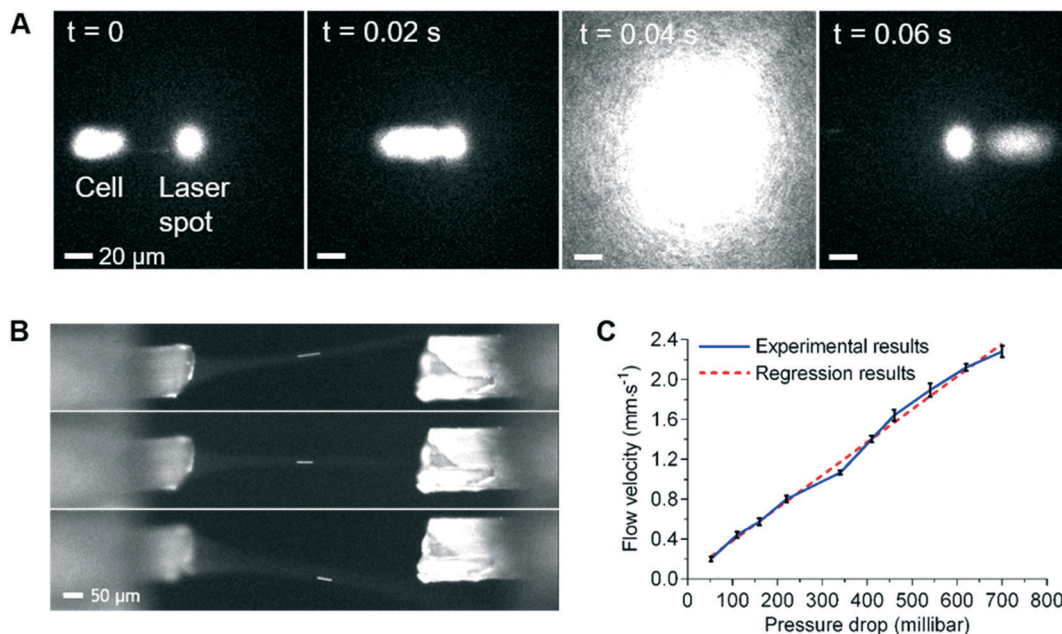 A
t = 0
t = 0.02 s
t = 0.04 s
t = 0.06 s
Cell
Laser
spot
20 μm
B
50 μm
C
Experimental results
Regression results
Flow velocity (mm·s⁻¹)
2.4
2.0
1.6
1.2
0.8
0.4
0.0
0 100 200 300 400 500 600 700 800
Pressure drop (millibar)